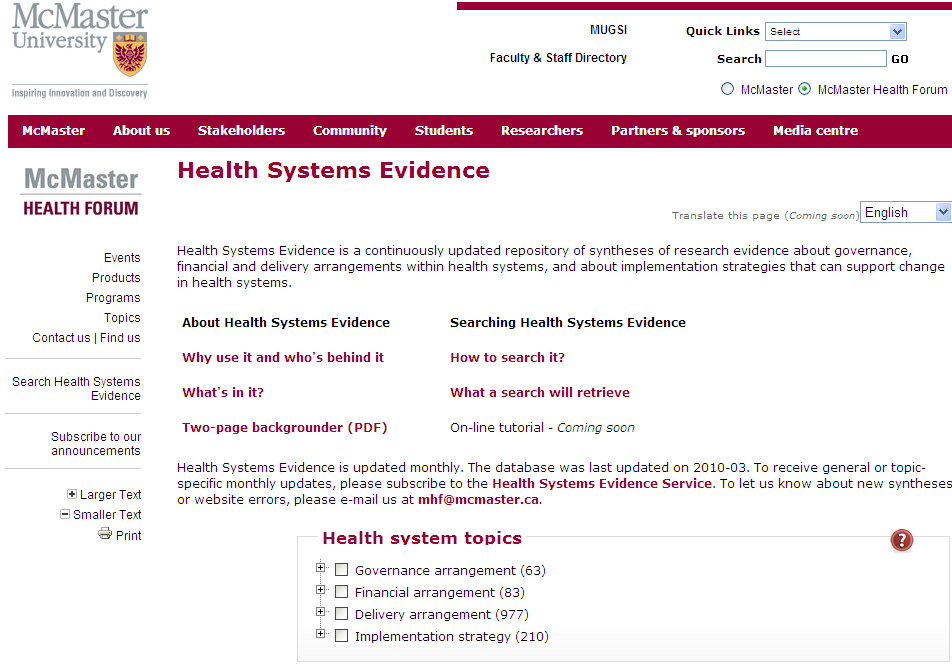 McMaster
University
Inspiring Innovation and Discovery
MUGSI
Faculty & Staff Directory
Quick Links Select
Search GO
McMaster McMaster Health Forum
McMaster About us Stakeholders Community Students Researchers Partners & sponsors Media centre
McMaster
HEALTH FORUM
Events
Products
Programs
Topics
Contact us | Find us
Search Health Systems
Evidence
Subscribe to our
announcements
Larger Text
Smaller Text
Print
Health Systems Evidence
Translate this page (Coming soon) English
Health Systems Evidence is a continuously updated repository of syntheses of research evidence about governance,
financial and delivery arrangements within health systems, and about implementation strategies that can support change
in health systems.
About Health Systems Evidence
Why use it and who's behind it
What's in it?
Two-page backgrounder (PDF)
Searching Health Systems Evidence
How to search it?
What a search will retrieve
On-line tutorial - Coming soon
Health Systems Evidence is updated monthly. The database was last updated on 2010-03. To receive general or topic-
specific monthly updates, please subscribe to the Health Systems Evidence Service. To let us know about new syntheses
or website errors, please e-mail us at mhf@mcmaster.ca.
Health system topics
?
Governance arrangement (63)
Financial arrangement (83)
Delivery arrangement (977)
Implementation strategy (210)